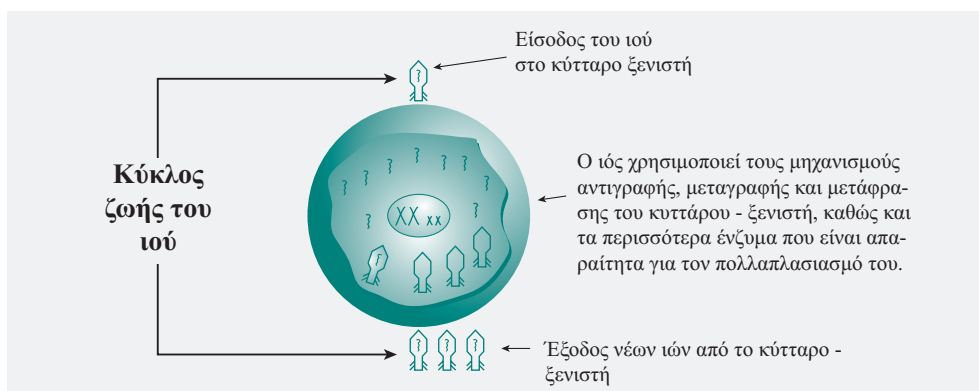 Είσοδος του ιού
στο κύτταρο ξενιστή
Κύκλος
ζωής του
ιού
Ο ιός χρησιμοποιεί τους μηχανισμούς
αντιγραφής, μεταγραφής και μετάφρα-
σης του κυττάρου - ξενιστή, καθώς και
τα περισσότερα ένζυμα που είναι απα-
ραίτητα για τον πολλαπλασιασμό του.
XX xx
Έξοδος νέων ιών από το κύτταρο -
ξενιστή